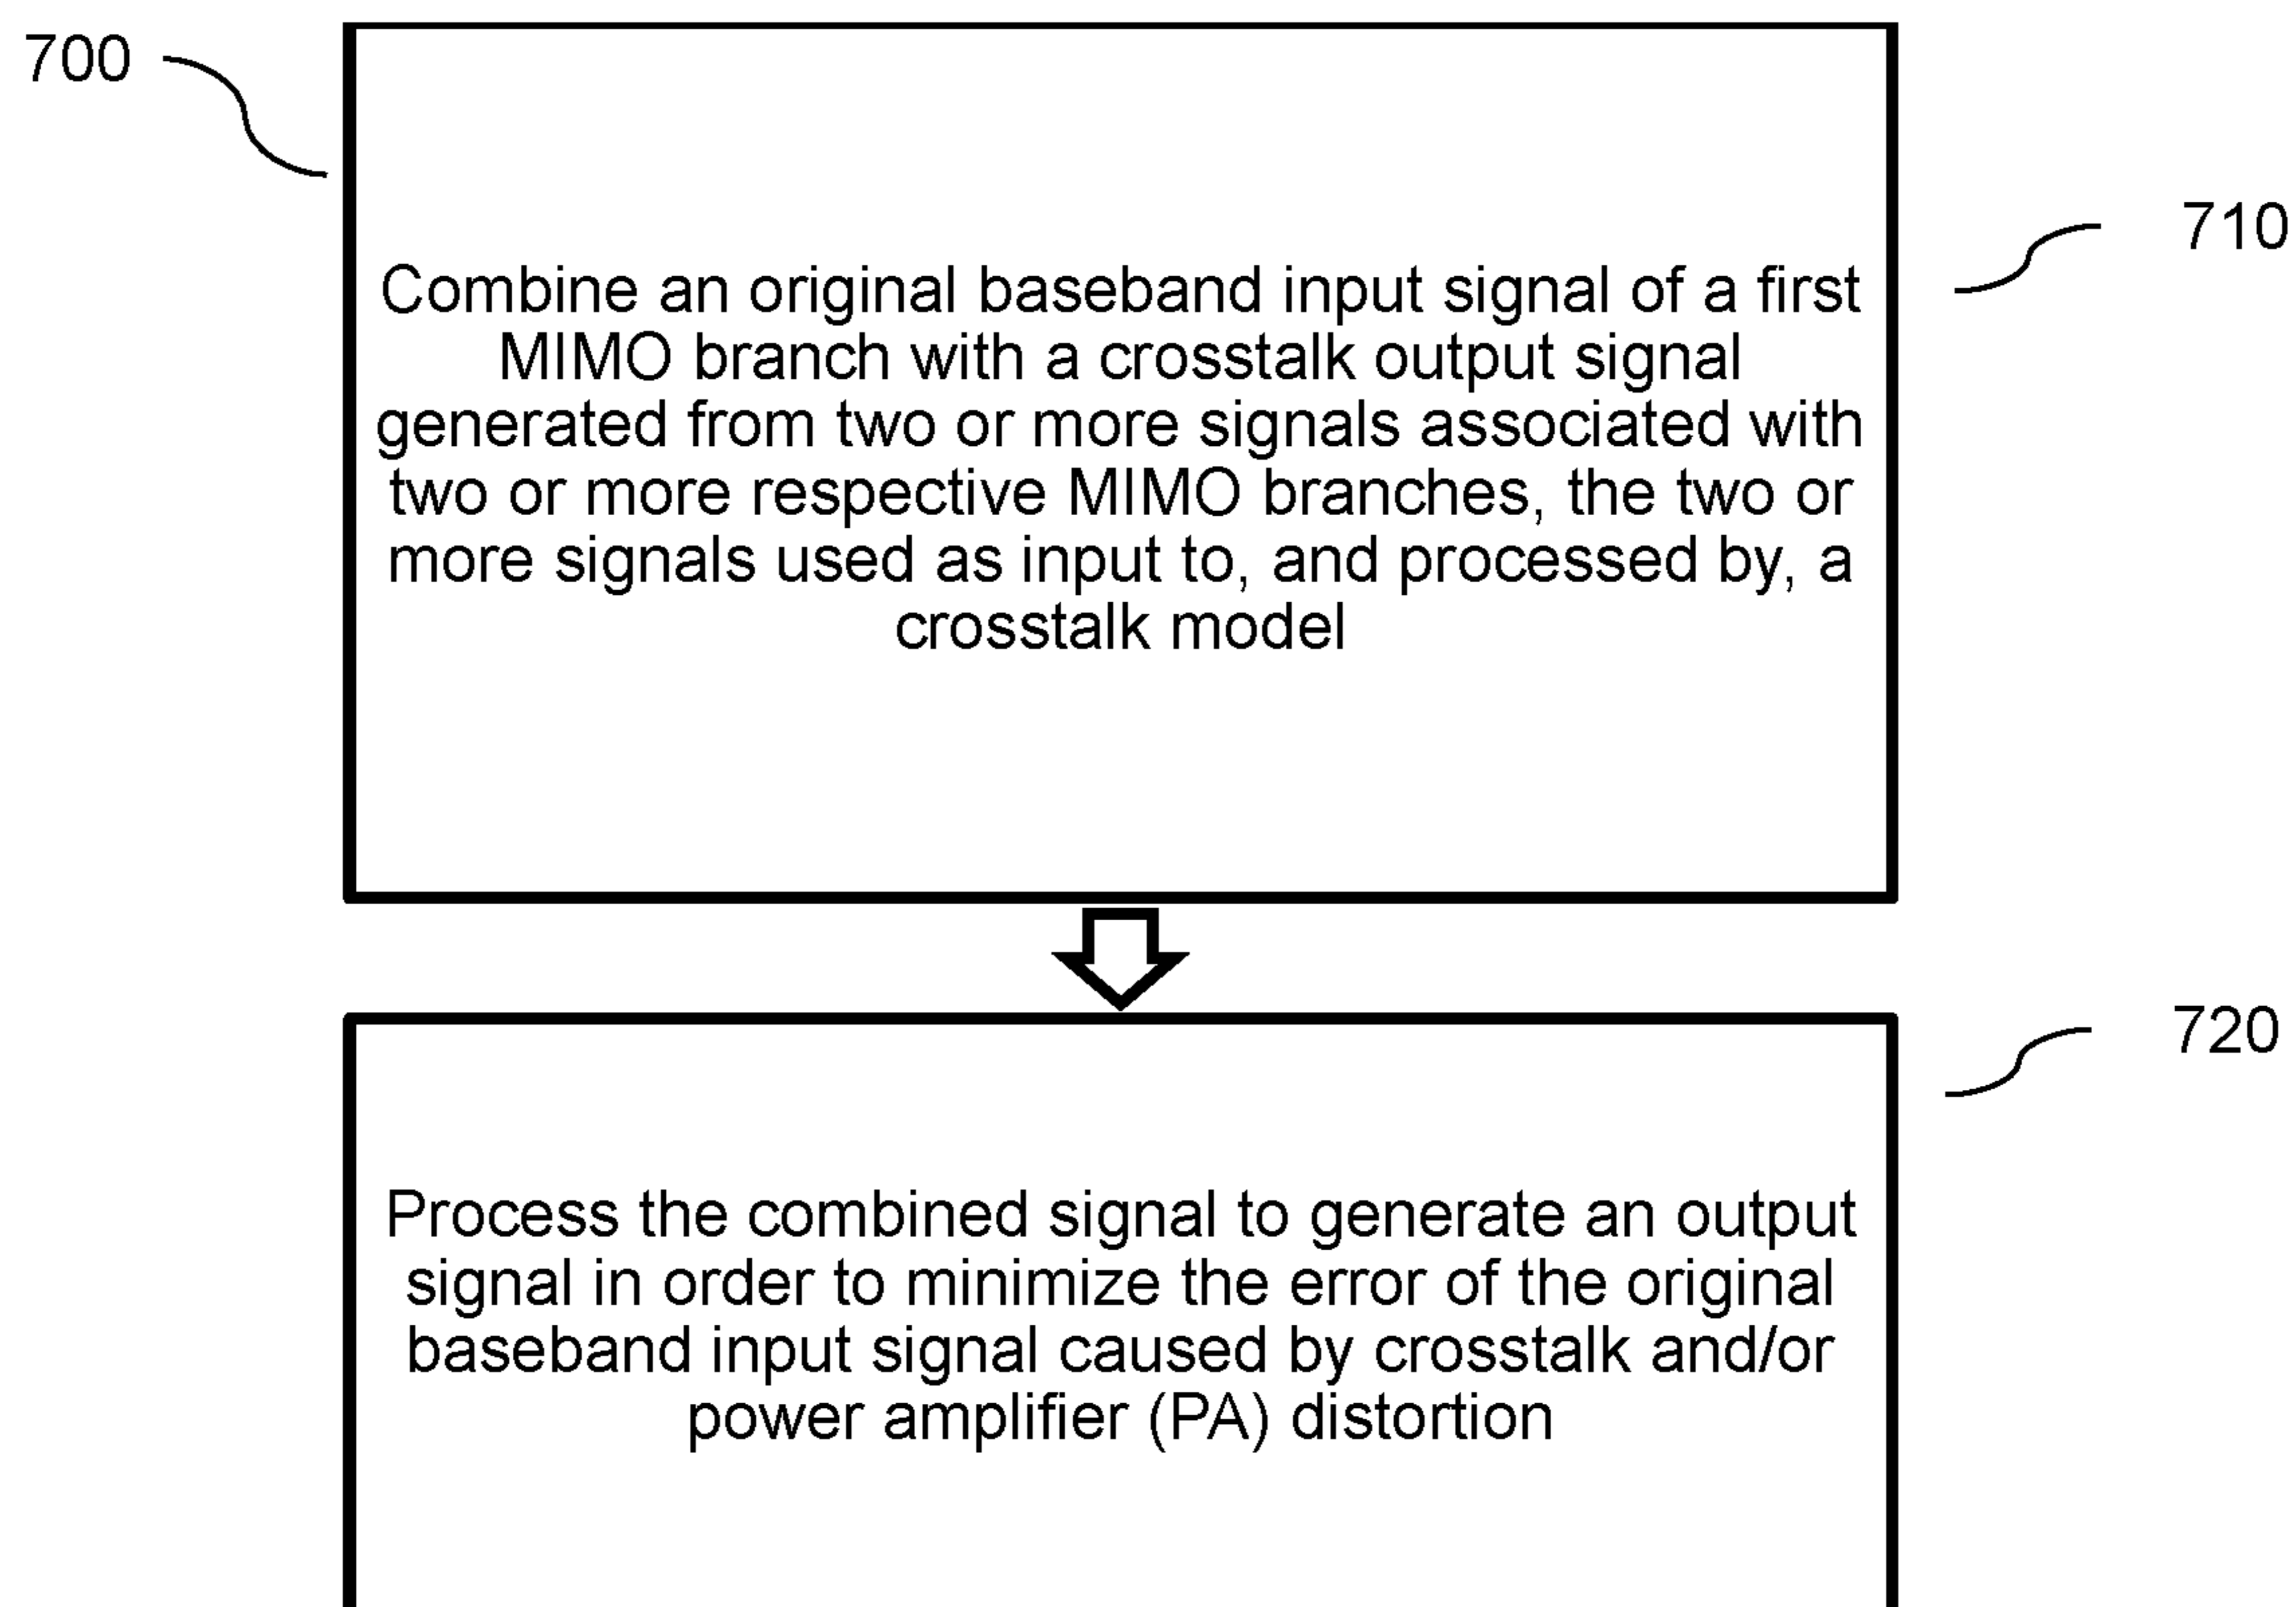 700
710
Combine an original baseband input signal of a first
MIMO branch with a crosstalk output signal
generated from two or more signals associated with
two or more respective MIMO branches, the two or
more signals used as input to, and processed by, a
crosstalk model
720
Process the combined signal to generate an output
signal in order to minimize the error of the original
baseband input signal caused by crosstalk and/or
power amplifier (PA) distortion